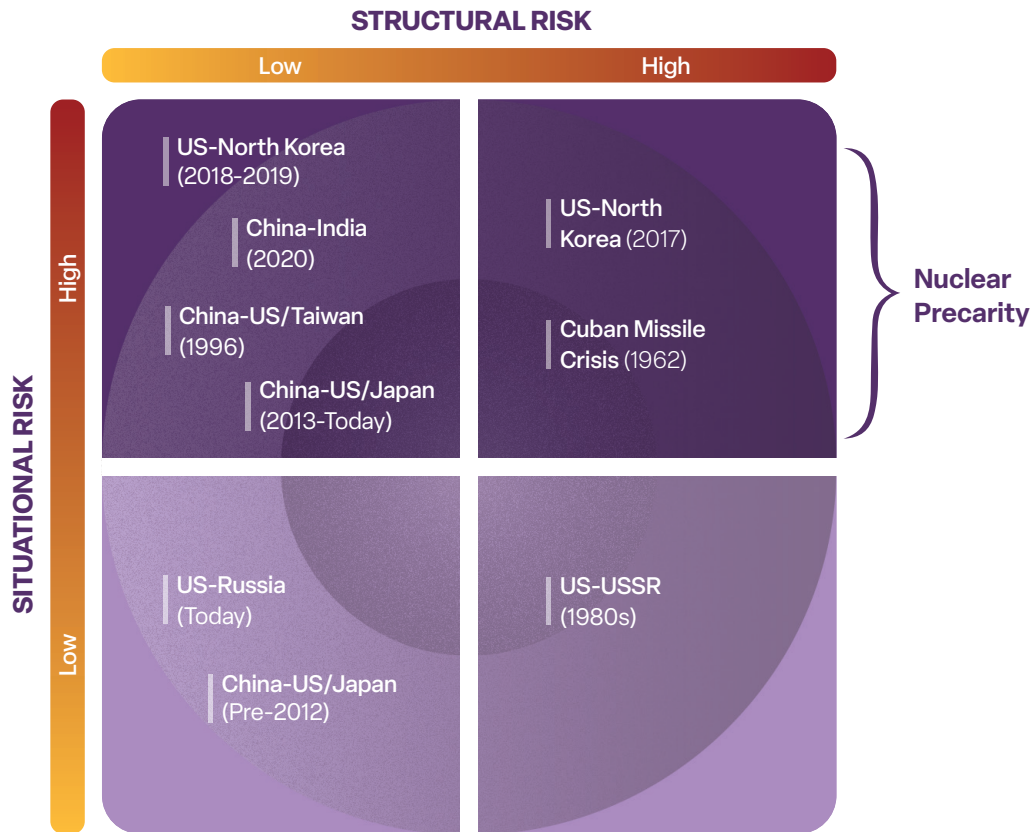 STRUCTURAL RISK
Low
High
SITUATIONAL RISK
High
Low
US-North Korea
(2018-2019)
China-India
(2020)
China-US/Taiwan
(1996)
China-US/Japan
(2013-Today)
US-North
Korea (2017)
Cuban Missile
Crisis (1962)
Nuclear
Precarity
US-Russia
(Today)
China-US/Japan
(Pre-2012)
US-USSR
(1980s)